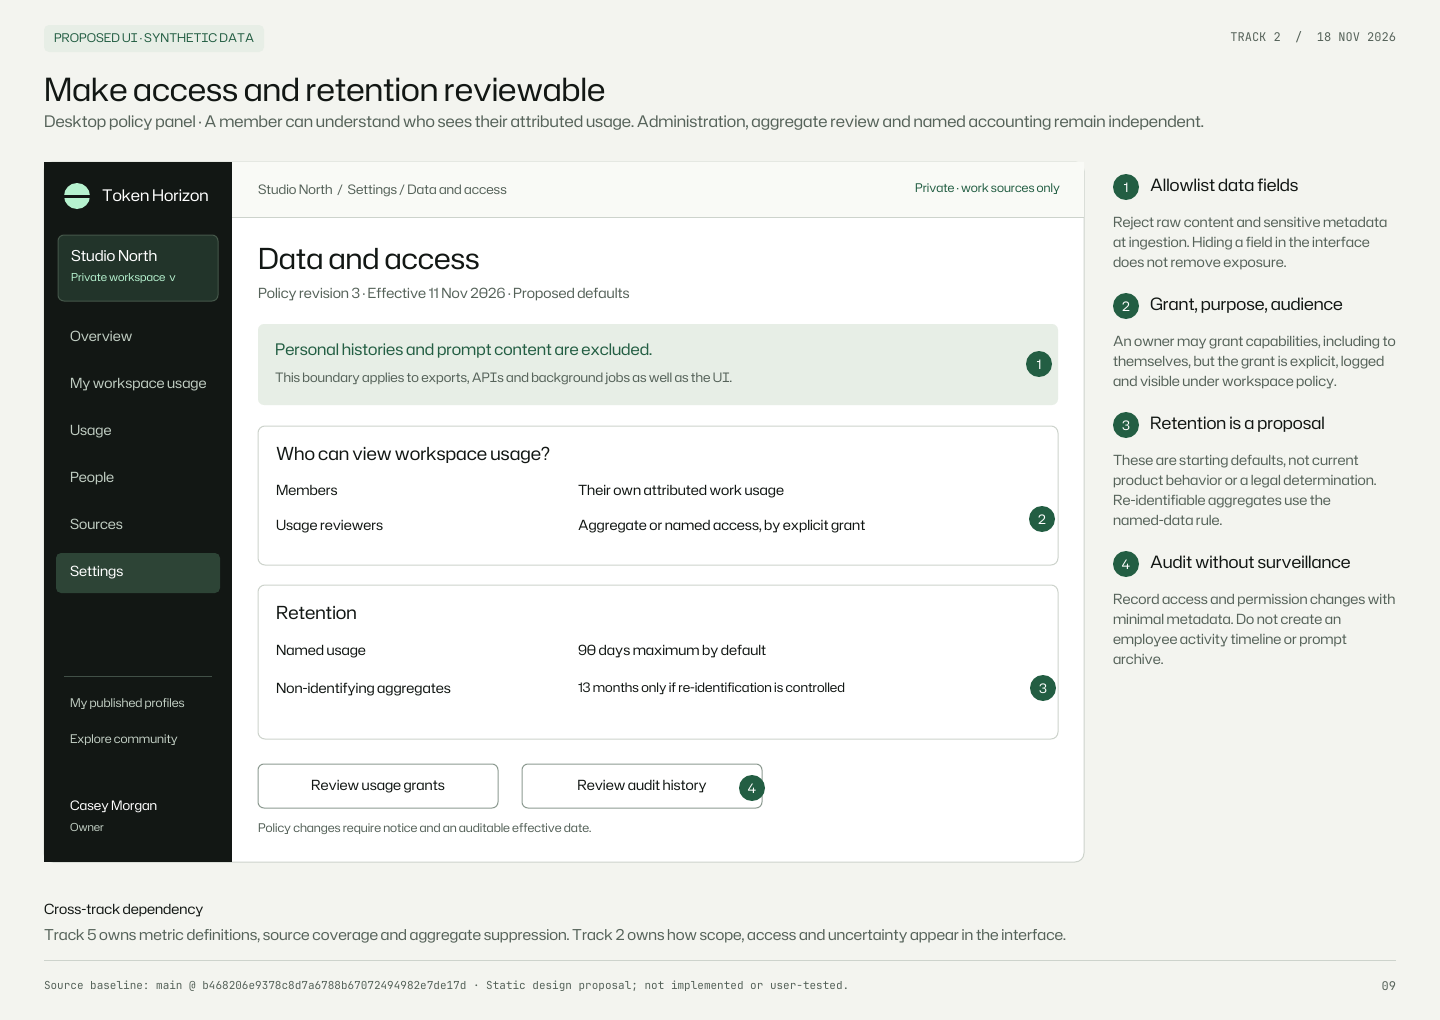 PROPOSED UI · SYNTHETIC DATA
TRACK 2 / 18 NOV 2026
Make access and retention reviewable
Desktop policy panel · A member can understand who sees their attributed usage. Administration, aggregate review and named accounting remain independent.
Token Horizon
Studio North
Private workspace v
Overview
My workspace usage
Usage
People
Sources
Settings
My published profiles
Explore community
Casey Morgan
Owner
Studio North / Settings / Data and access
Private · work sources only
Data and access
Policy revision 3 · Effective 11 Nov 2026 · Proposed defaults
Personal histories and prompt content are excluded.
This boundary applies to exports, APIs and background jobs as well as the UI.
1
Who can view workspace usage?
Members
Their own attributed work usage
Usage reviewers
Aggregate or named access, by explicit grant
2
Retention
Named usage
90 days maximum by default
Non-identifying aggregates
13 months only if re-identification is controlled
3
Review usage grants
Review audit history
4
Policy changes require notice and an auditable effective date.
1 Allowlist data fields
Reject raw content and sensitive metadata
at ingestion. Hiding a field in the interface
does not remove exposure.
2 Grant, purpose, audience
An owner may grant capabilities, including to
themselves, but the grant is explicit, logged
and visible under workspace policy.
3 Retention is a proposal
These are starting defaults, not current
product behavior or a legal determination.
Re-identifiable aggregates use the
named-data rule.
4 Audit without surveillance
Record access and permission changes with
minimal metadata. Do not create an
employee activity timeline or prompt
archive.
Cross-track dependency
Track 5 owns metric definitions, source coverage and aggregate suppression. Track 2 owns how scope, access and uncertainty appear in the interface.
Source baseline: main @ b468206e9378c8d7a6788b67072494982e7de17d · Static design proposal; not implemented or user-tested.
09